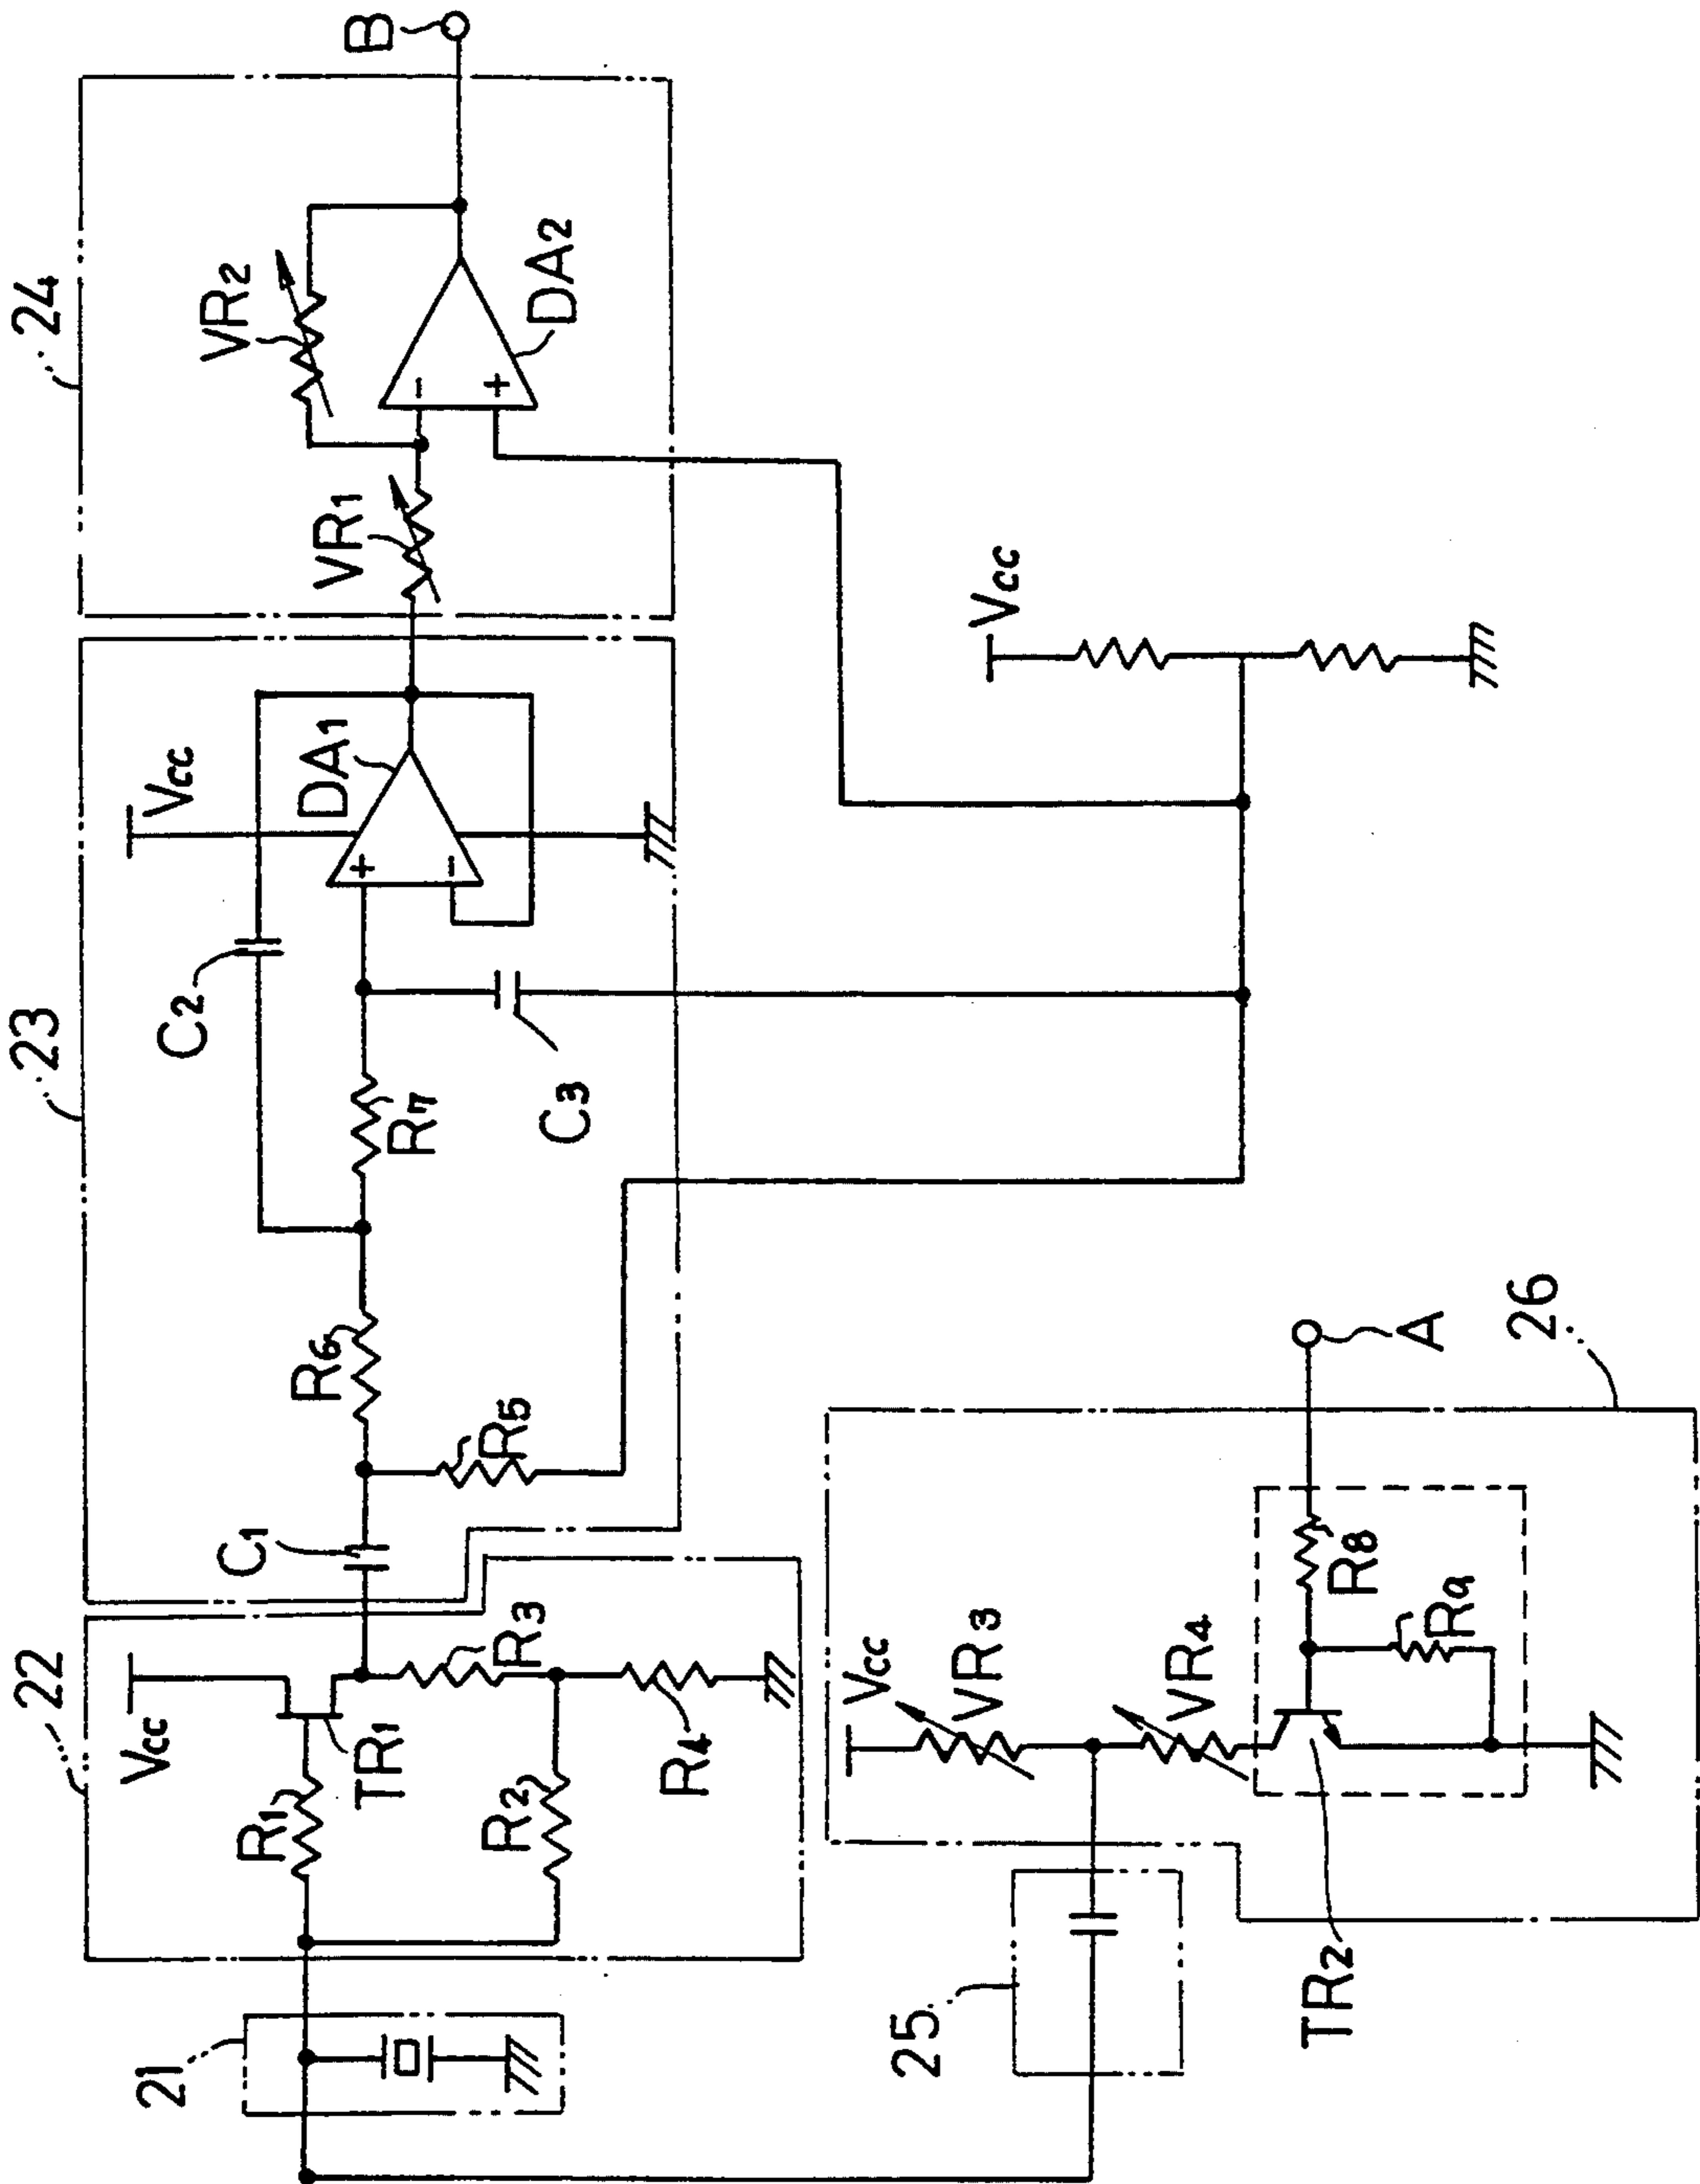 21
22
Vcc
R1
TR1
R2
R3
R4
23
C1
R6
R5
C2
R7
C3
Vcc
DA1
+
−
24
VR1
VR2
−
+
DA2
B
Vcc
25
26
Vcc
VR3
VR4
TR2
R8
Ra
A